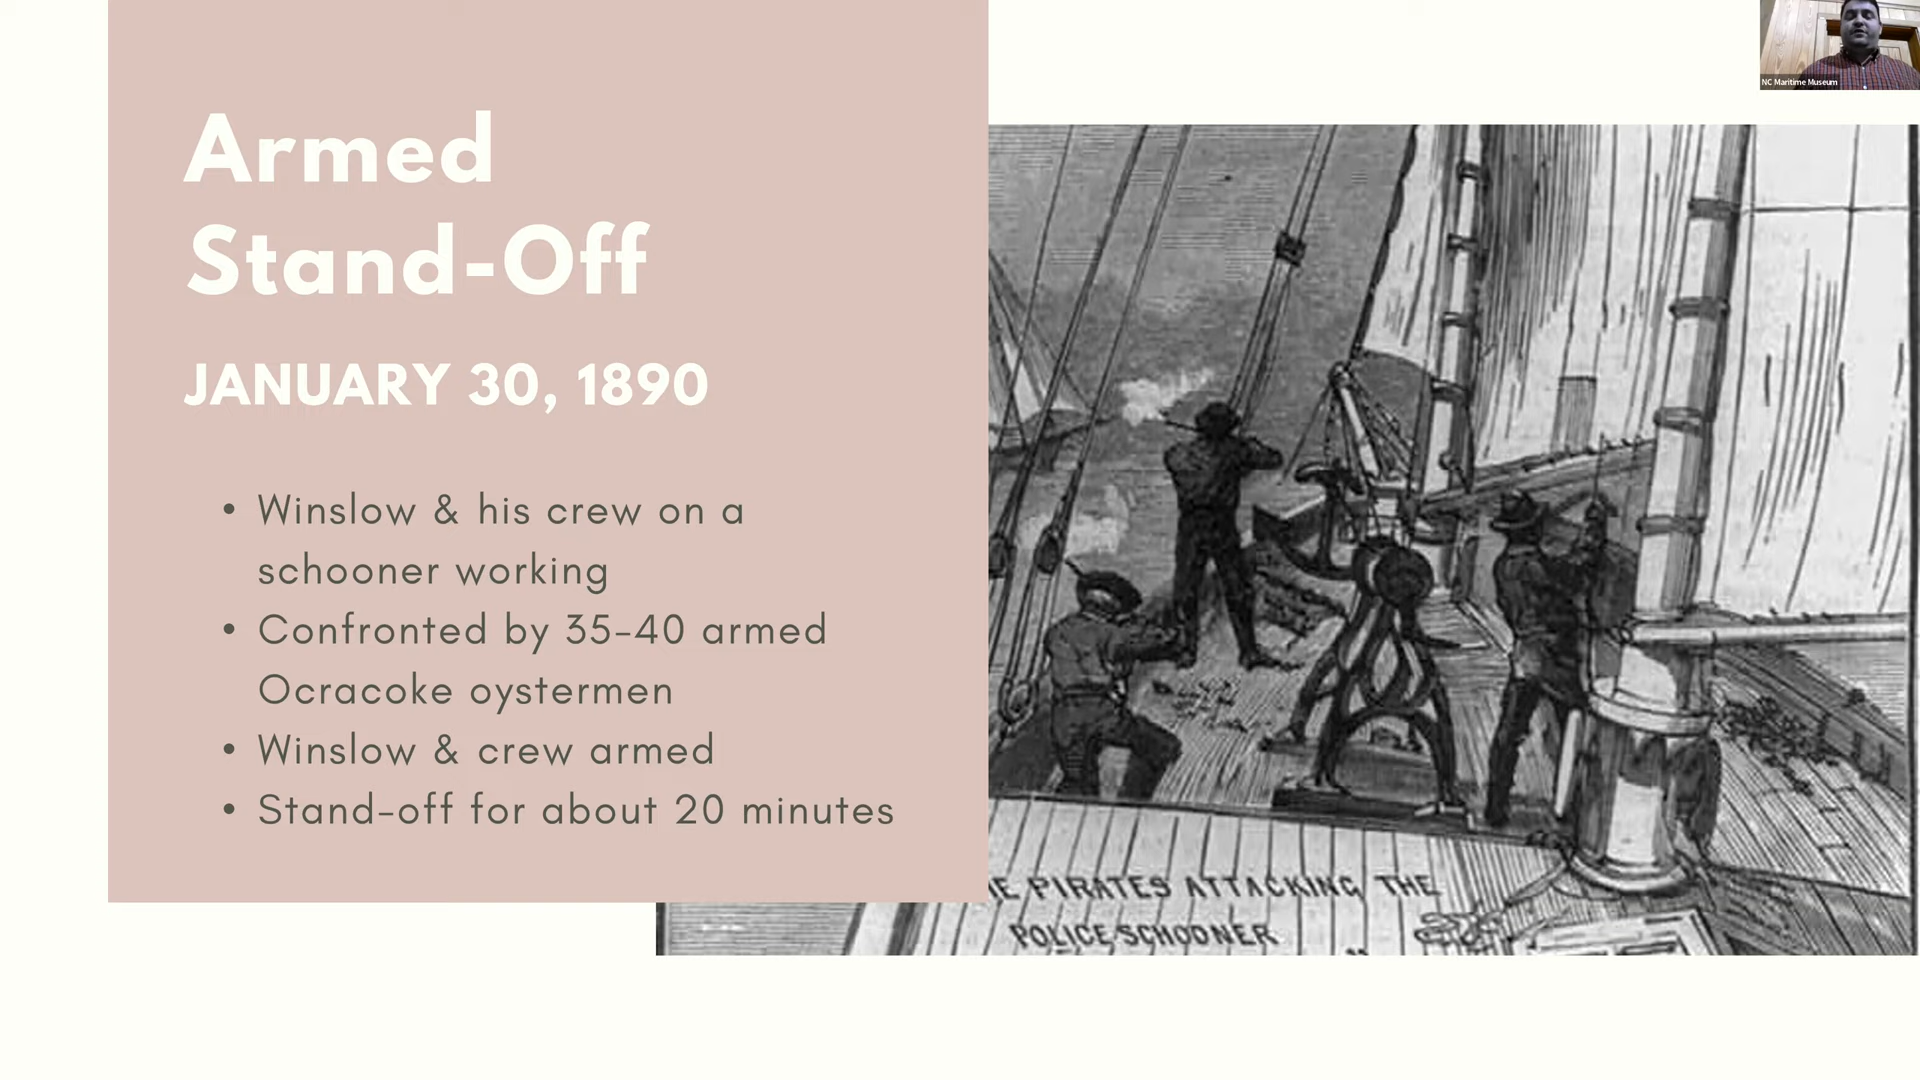 Armed
Stand-Off
JANUARY 30, 1890
• Winslow & his crew on a
schooner working
• Confronted by 35-40 armed
Ocracoke oystermen
• Winslow & crew armed
• Stand-off for about 20 minutes
NC Maritime Museum
PIRATES ATTACKING THE
POLICE SCHOONER